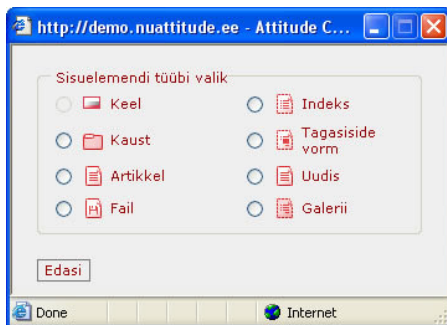 http://demo.nuattitude.ee - Attitude C...
Sisuelemendi tüübi valik
Keel
Indeks
Kaust
Tagasiside
vorm
Artikkel
Uudis
Fail
Galerii
Edasi
Done
Internet